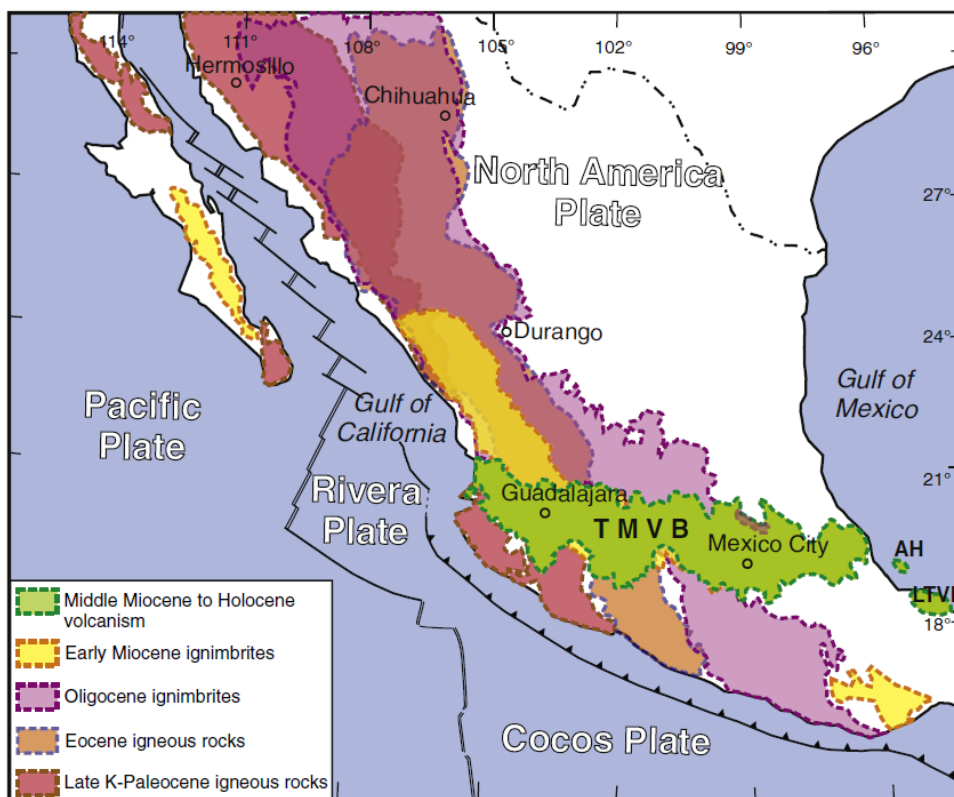 114°
111°
108°
105°
102°
99°
96°
Hermosillo
Chihuahua
North America
Plate
27°
Durango
24°
Gulf of
Mexico
Pacific
Plate
Gulf of
California
21°
Rivera
Plate
Guadalajara
T M V B
Mexico City
AH
LTVF
18°
Cocos Plate
Middle Miocene to Holocene
volcanism
Early Miocene ignimbrites
Oligocene ignimbrites
Eocene igneous rocks
Late K-Paleocene igneous rocks